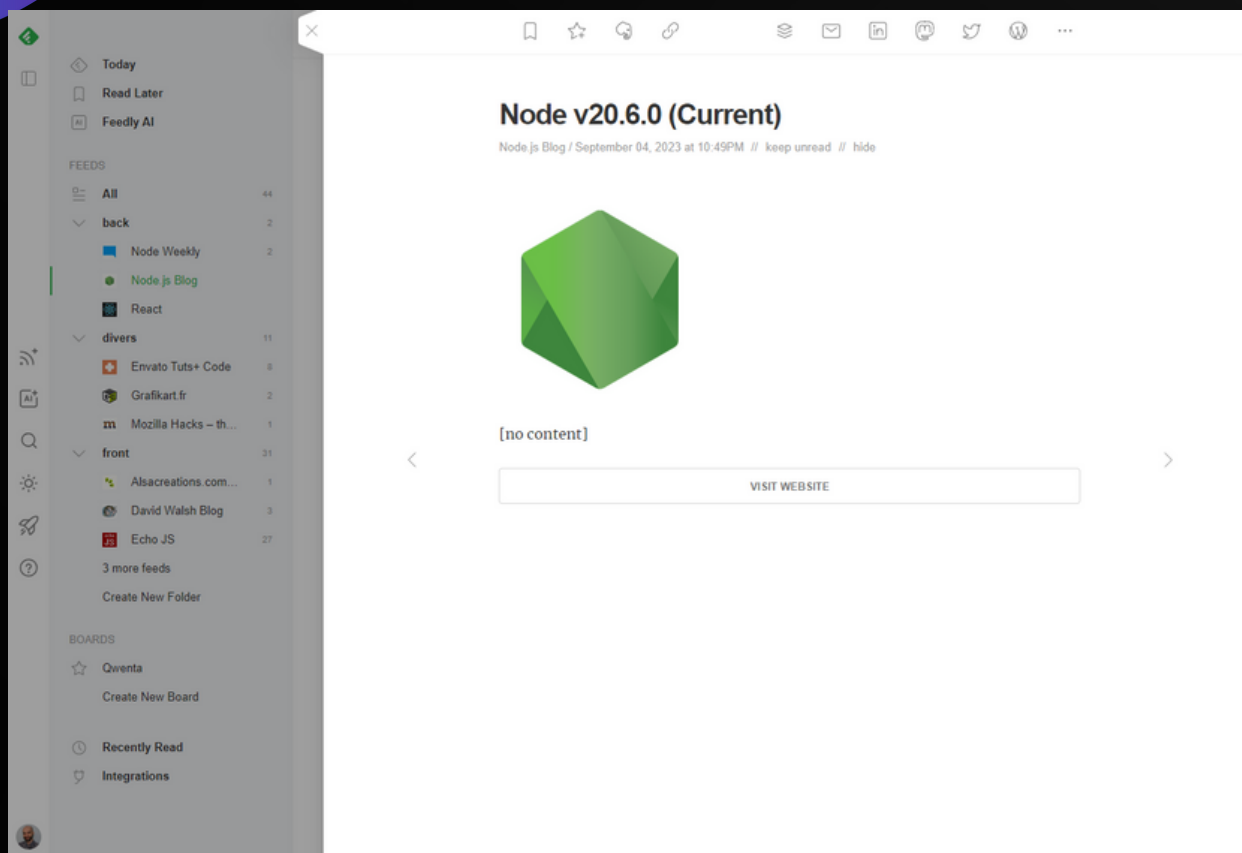 Today
Read Later
AI Feedly AI
FEEDS
All 44
back 2
Node Weekly 2
Node.js Blog
React
divers 11
Envato Tuts+ Code 8
Grafikart.fr 2
m Mozilla Hacks – th... 1
front 31
Alsacreations.com... 1
David Walsh Blog 3
Echo JS 27
3 more feeds
Create New Folder
BOARDS
Qwenta
Create New Board
Recently Read
Integrations
Node v20.6.0 (Current)
Node.js Blog / September 04, 2023 at 10:49PM // keep unread // hide
[no content]
VISIT WEBSITE